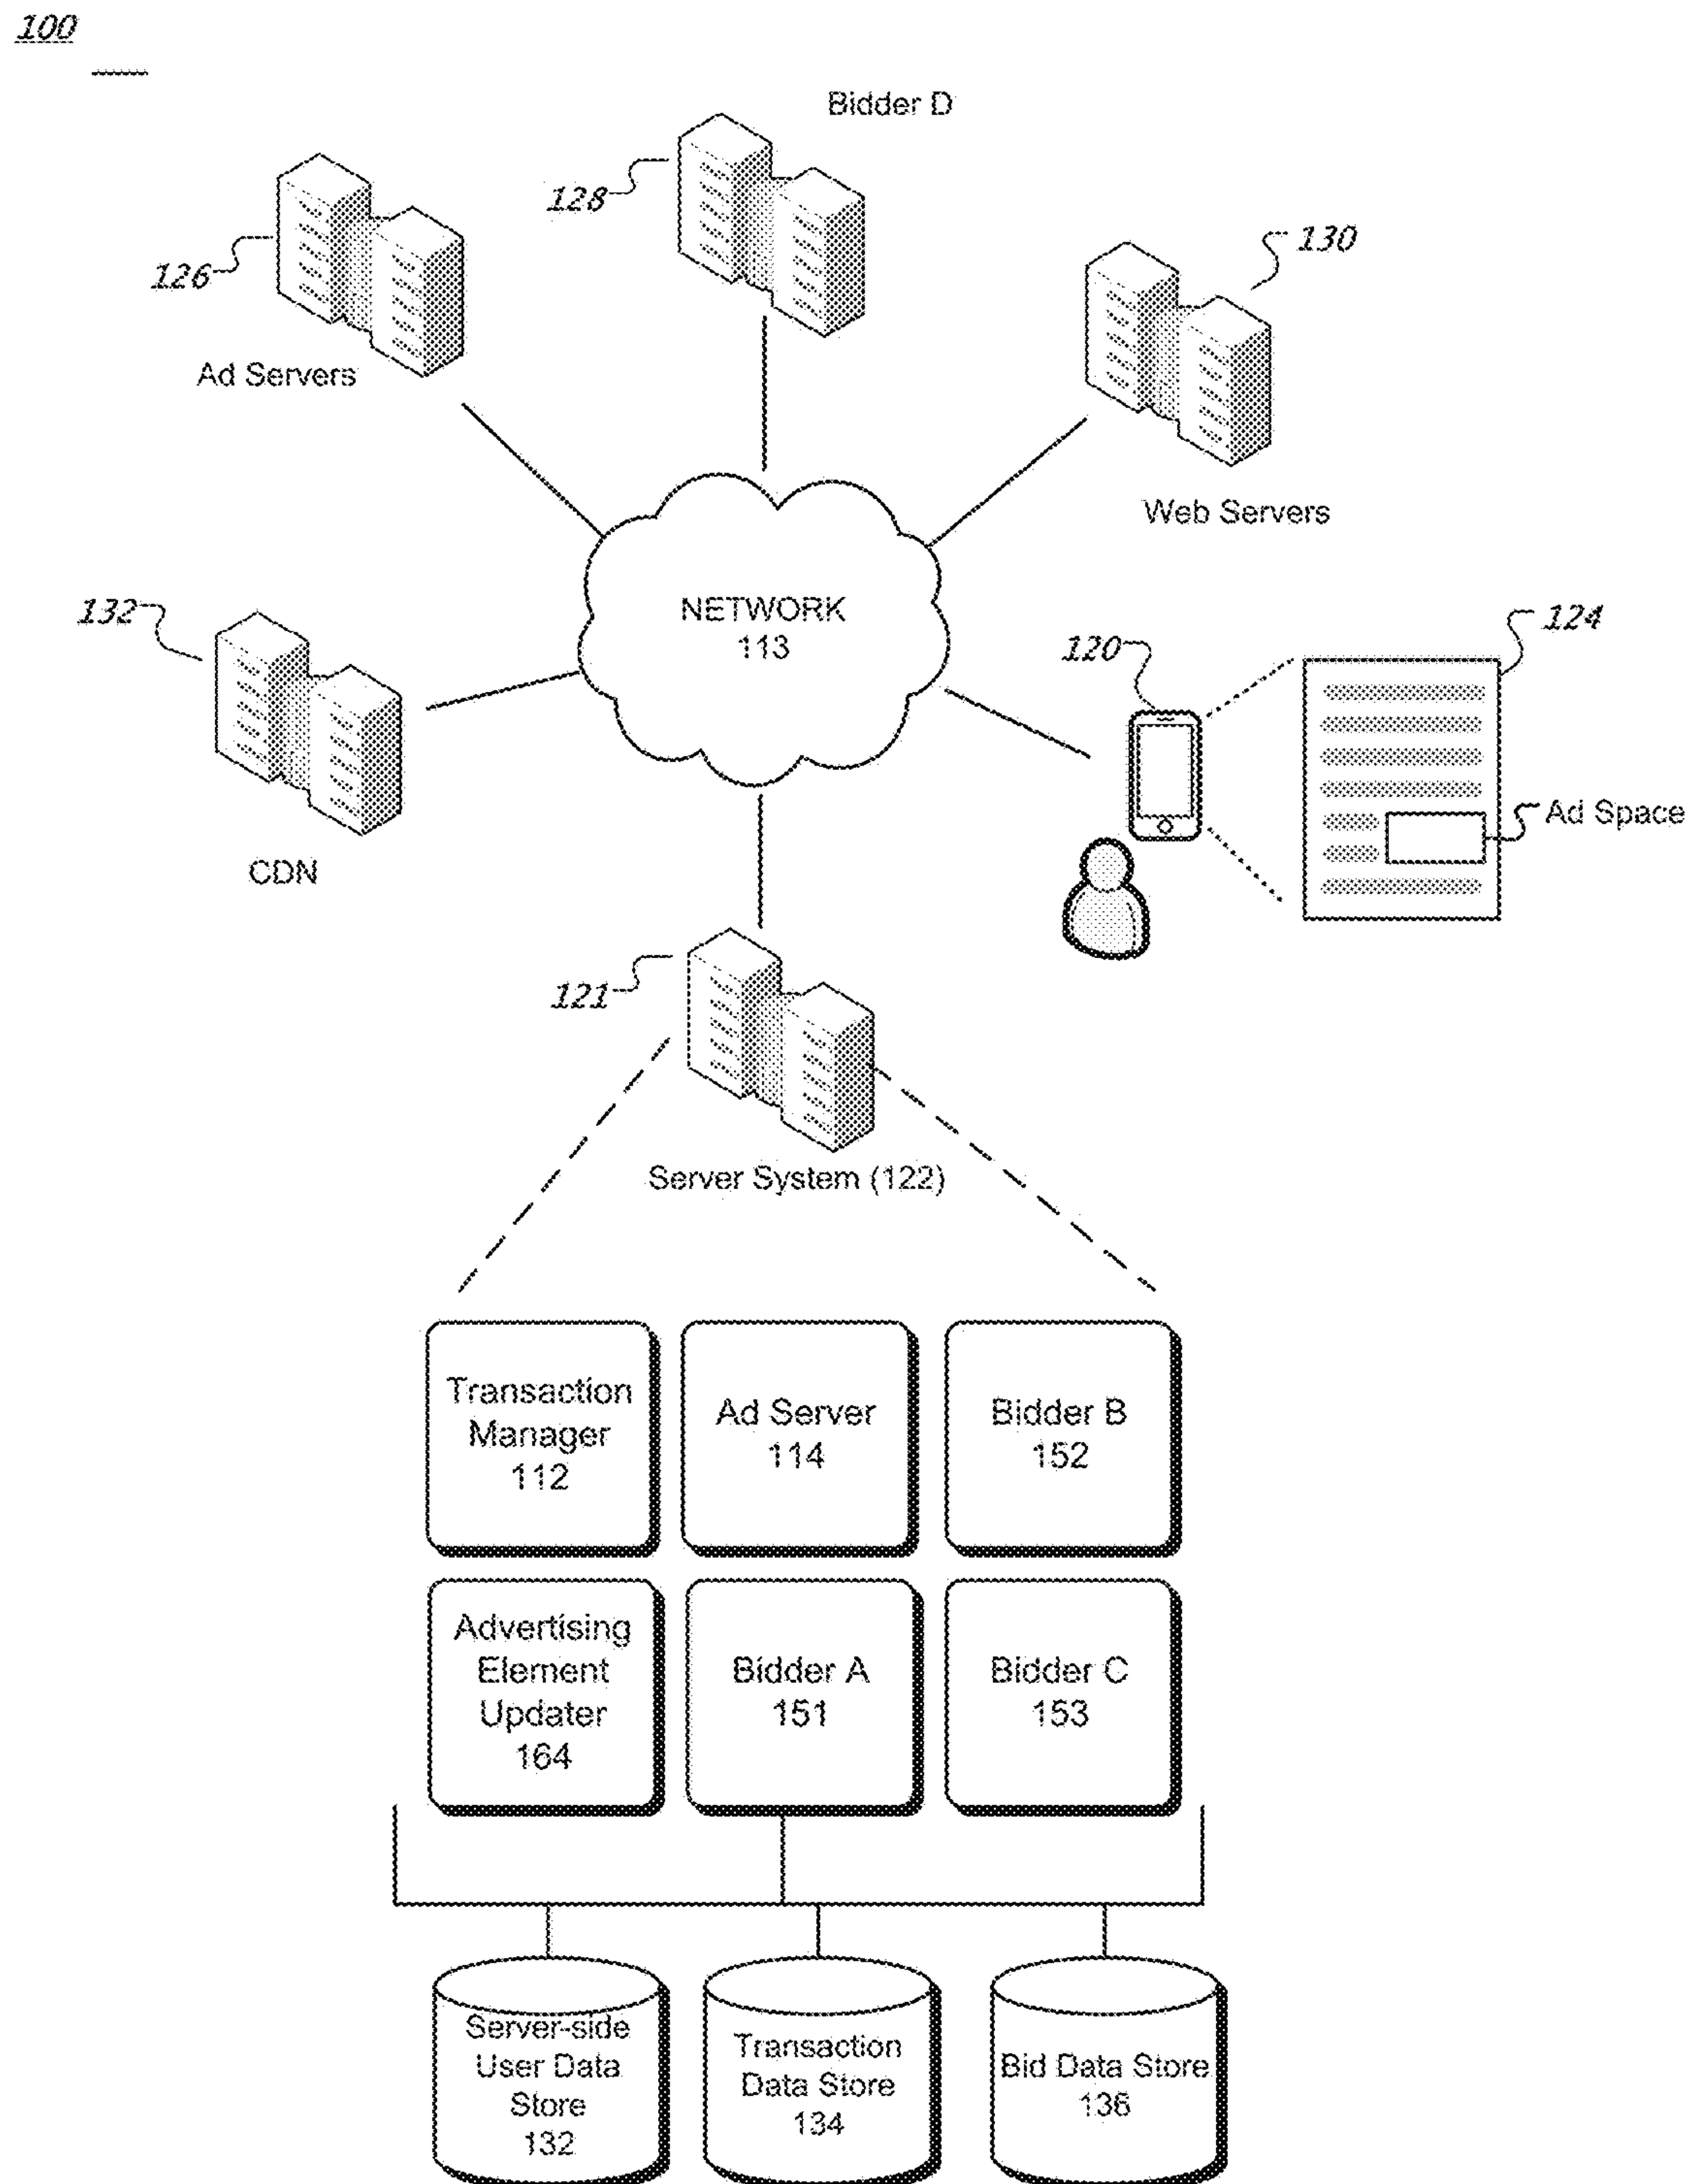 100
Bidder D
128
130
126
Ad Servers
Web Servers
NETWORK
113
132
120
124
Ad Space
CDN
121
Server System (122)
Transaction
Manager
112
Ad Server
114
Bidder B
152
Advertising
Element
Updater
164
Bidder A
151
Bidder C
153
Server-side
User Data
Store
132
Transaction
Data Store
134
Bid Data Store
136